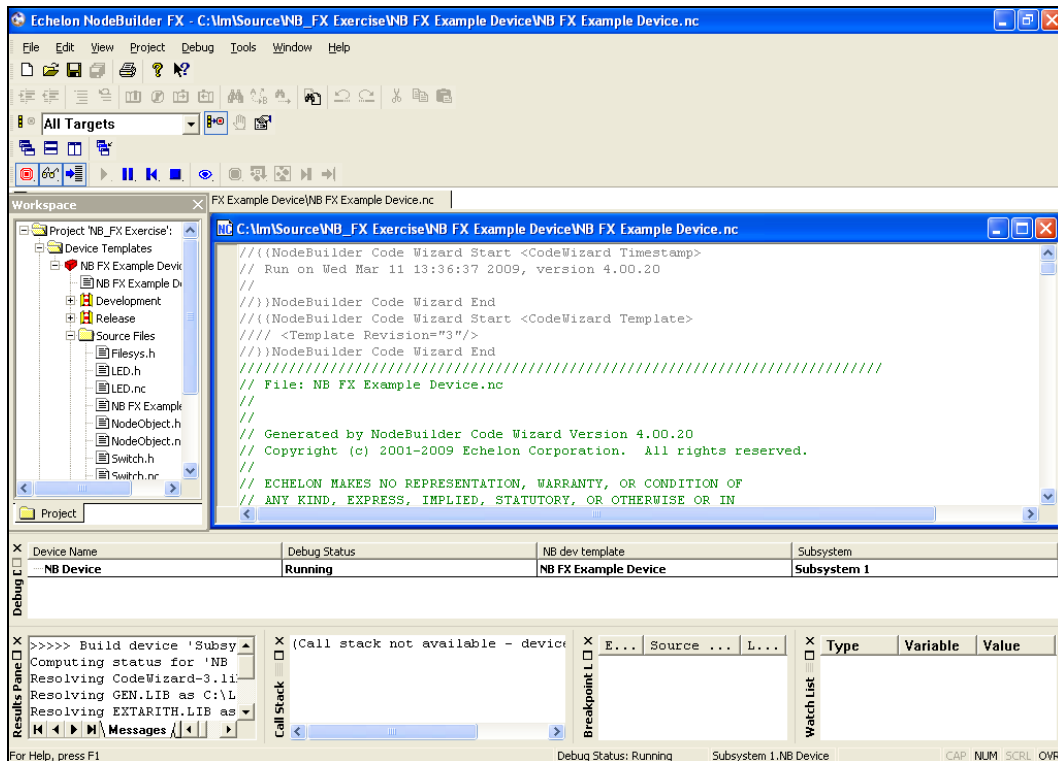 Echelon NodeBuilder FX - C:\lm\Source\NB_FX Exercise\NB FX Example Device\NB FX Example Device.nc
File Edit View Project Debug Tools Window Help
All Targets
Workspace
FX Example Device\NB FX Example Device.nc
Project 'NB_FX Exercise':
Device Templates
NB FX Example Devic
NB FX Example D
Development
Release
Source Files
Filesys.h
LED.h
LED.nc
NB FX Example
NodeObject.h
NodeObject.n
Switch.h
Switch.nc
Project
NC C:\lm\Source\NB_FX Exercise\NB FX Example Device\NB FX Example Device.nc
//{{NodeBuilder Code Wizard Start <CodeWizard Timestamp>
// Run on Wed Mar 11 13:36:37 2009, version 4.00.20
//
//}}NodeBuilder Code Wizard End
//{{NodeBuilder Code Wizard Start <CodeWizard Template>
//// <Template Revision="3"/>
//}}NodeBuilder Code Wizard End
//////////////////////////////////////////////////////////////////////////////
// File: NB FX Example Device.nc
//
//
// Generated by NodeBuilder Code Wizard Version 4.00.20
// Copyright (c) 2001-2009 Echelon Corporation. All rights reserved.
//
// ECHELON MAKES NO REPRESENTATION, WARRANTY, OR CONDITION OF
// ANY KIND, EXPRESS, IMPLIED, STATUTORY, OR OTHERWISE OR IN
Debug D
Device Name Debug Status NB dev template Subsystem
NB Device Running NB FX Example Device Subsystem 1
Results Pane
>>>>> Build device 'Subsy
Computing status for 'NB
Resolving CodeWizard-3.li
Resolving GEN.LIB as C:\L
Resolving EXTARITH.LIB as
Messages
Call Stack
(Call stack not available - device
Breakpoint L
E... Source ... L...
Watch List
Type Variable Value
For Help, press F1 Debug Status: Running Subsystem 1.NB Device CAP NUM SCRL OVR